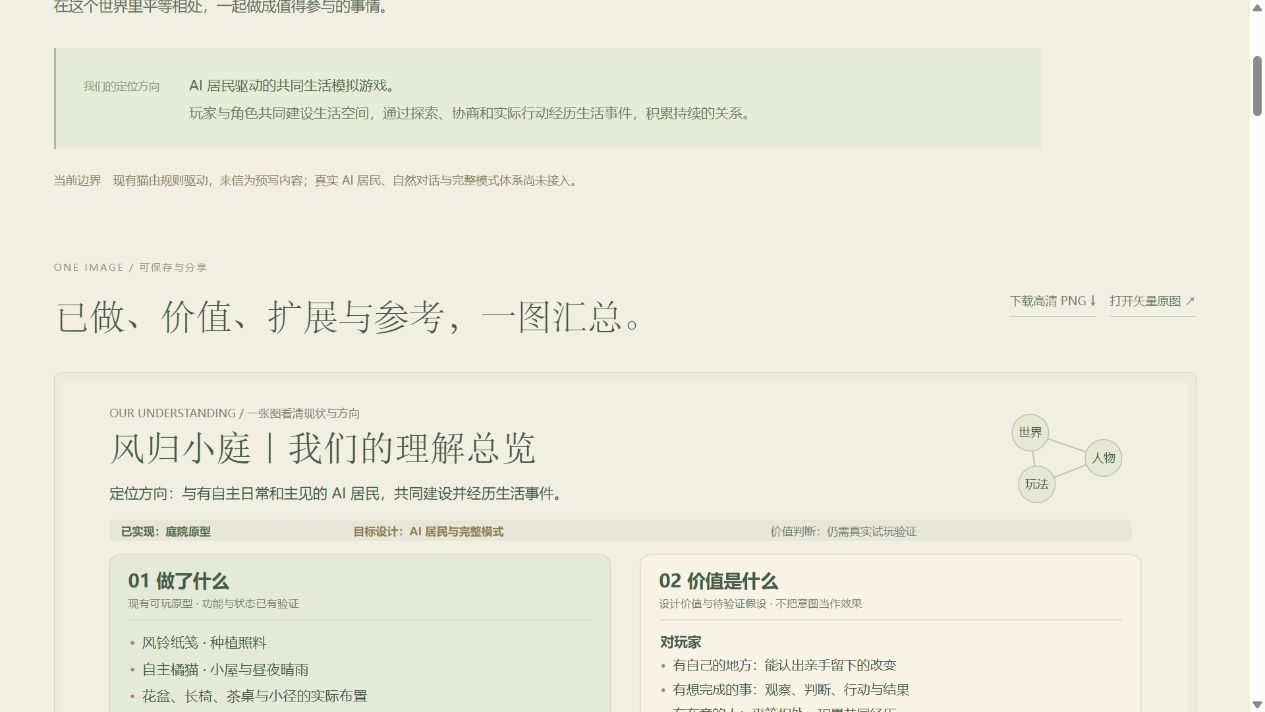 在这个世界里平等相处，一起做成值得参与的事情。
我们的定位方向
AI 居民驱动的共同生活模拟游戏。
玩家与角色共同建设生活空间，通过探索、协商和实际行动经历生活事件，积累持续的关系。
当前边界 现有猫由规则驱动，来信为预写内容；真实 AI 居民、自然对话与完整模式体系尚未接入。
ONE IMAGE / 可保存与分享
已做、价值、扩展与参考，一图汇总。
下载高清 PNG ↓ 打开矢量原图 ↗
OUR UNDERSTANDING / 一张图看清现状与方向
风归小庭｜我们的理解总览
定位方向：与有自主日常和主见的 AI 居民，共同建设并经历生活事件。
世界
人物
玩法
已实现：庭院原型 目标设计：AI 居民与完整模式 价值判断：仍需真实试玩验证
01 做了什么
现有可玩原型 · 功能与状态已有验证
• 风铃纸笺 · 种植照料
• 自主橘猫 · 小屋与昼夜晴雨
• 花盆、长椅、茶桌与小径的实际布置
02 价值是什么
设计价值与待验证假设 · 不把意图当作效果
对玩家
• 有自己的地方：能认出亲手留下的改变
• 有想完成的事：观察、判断、行动与结果